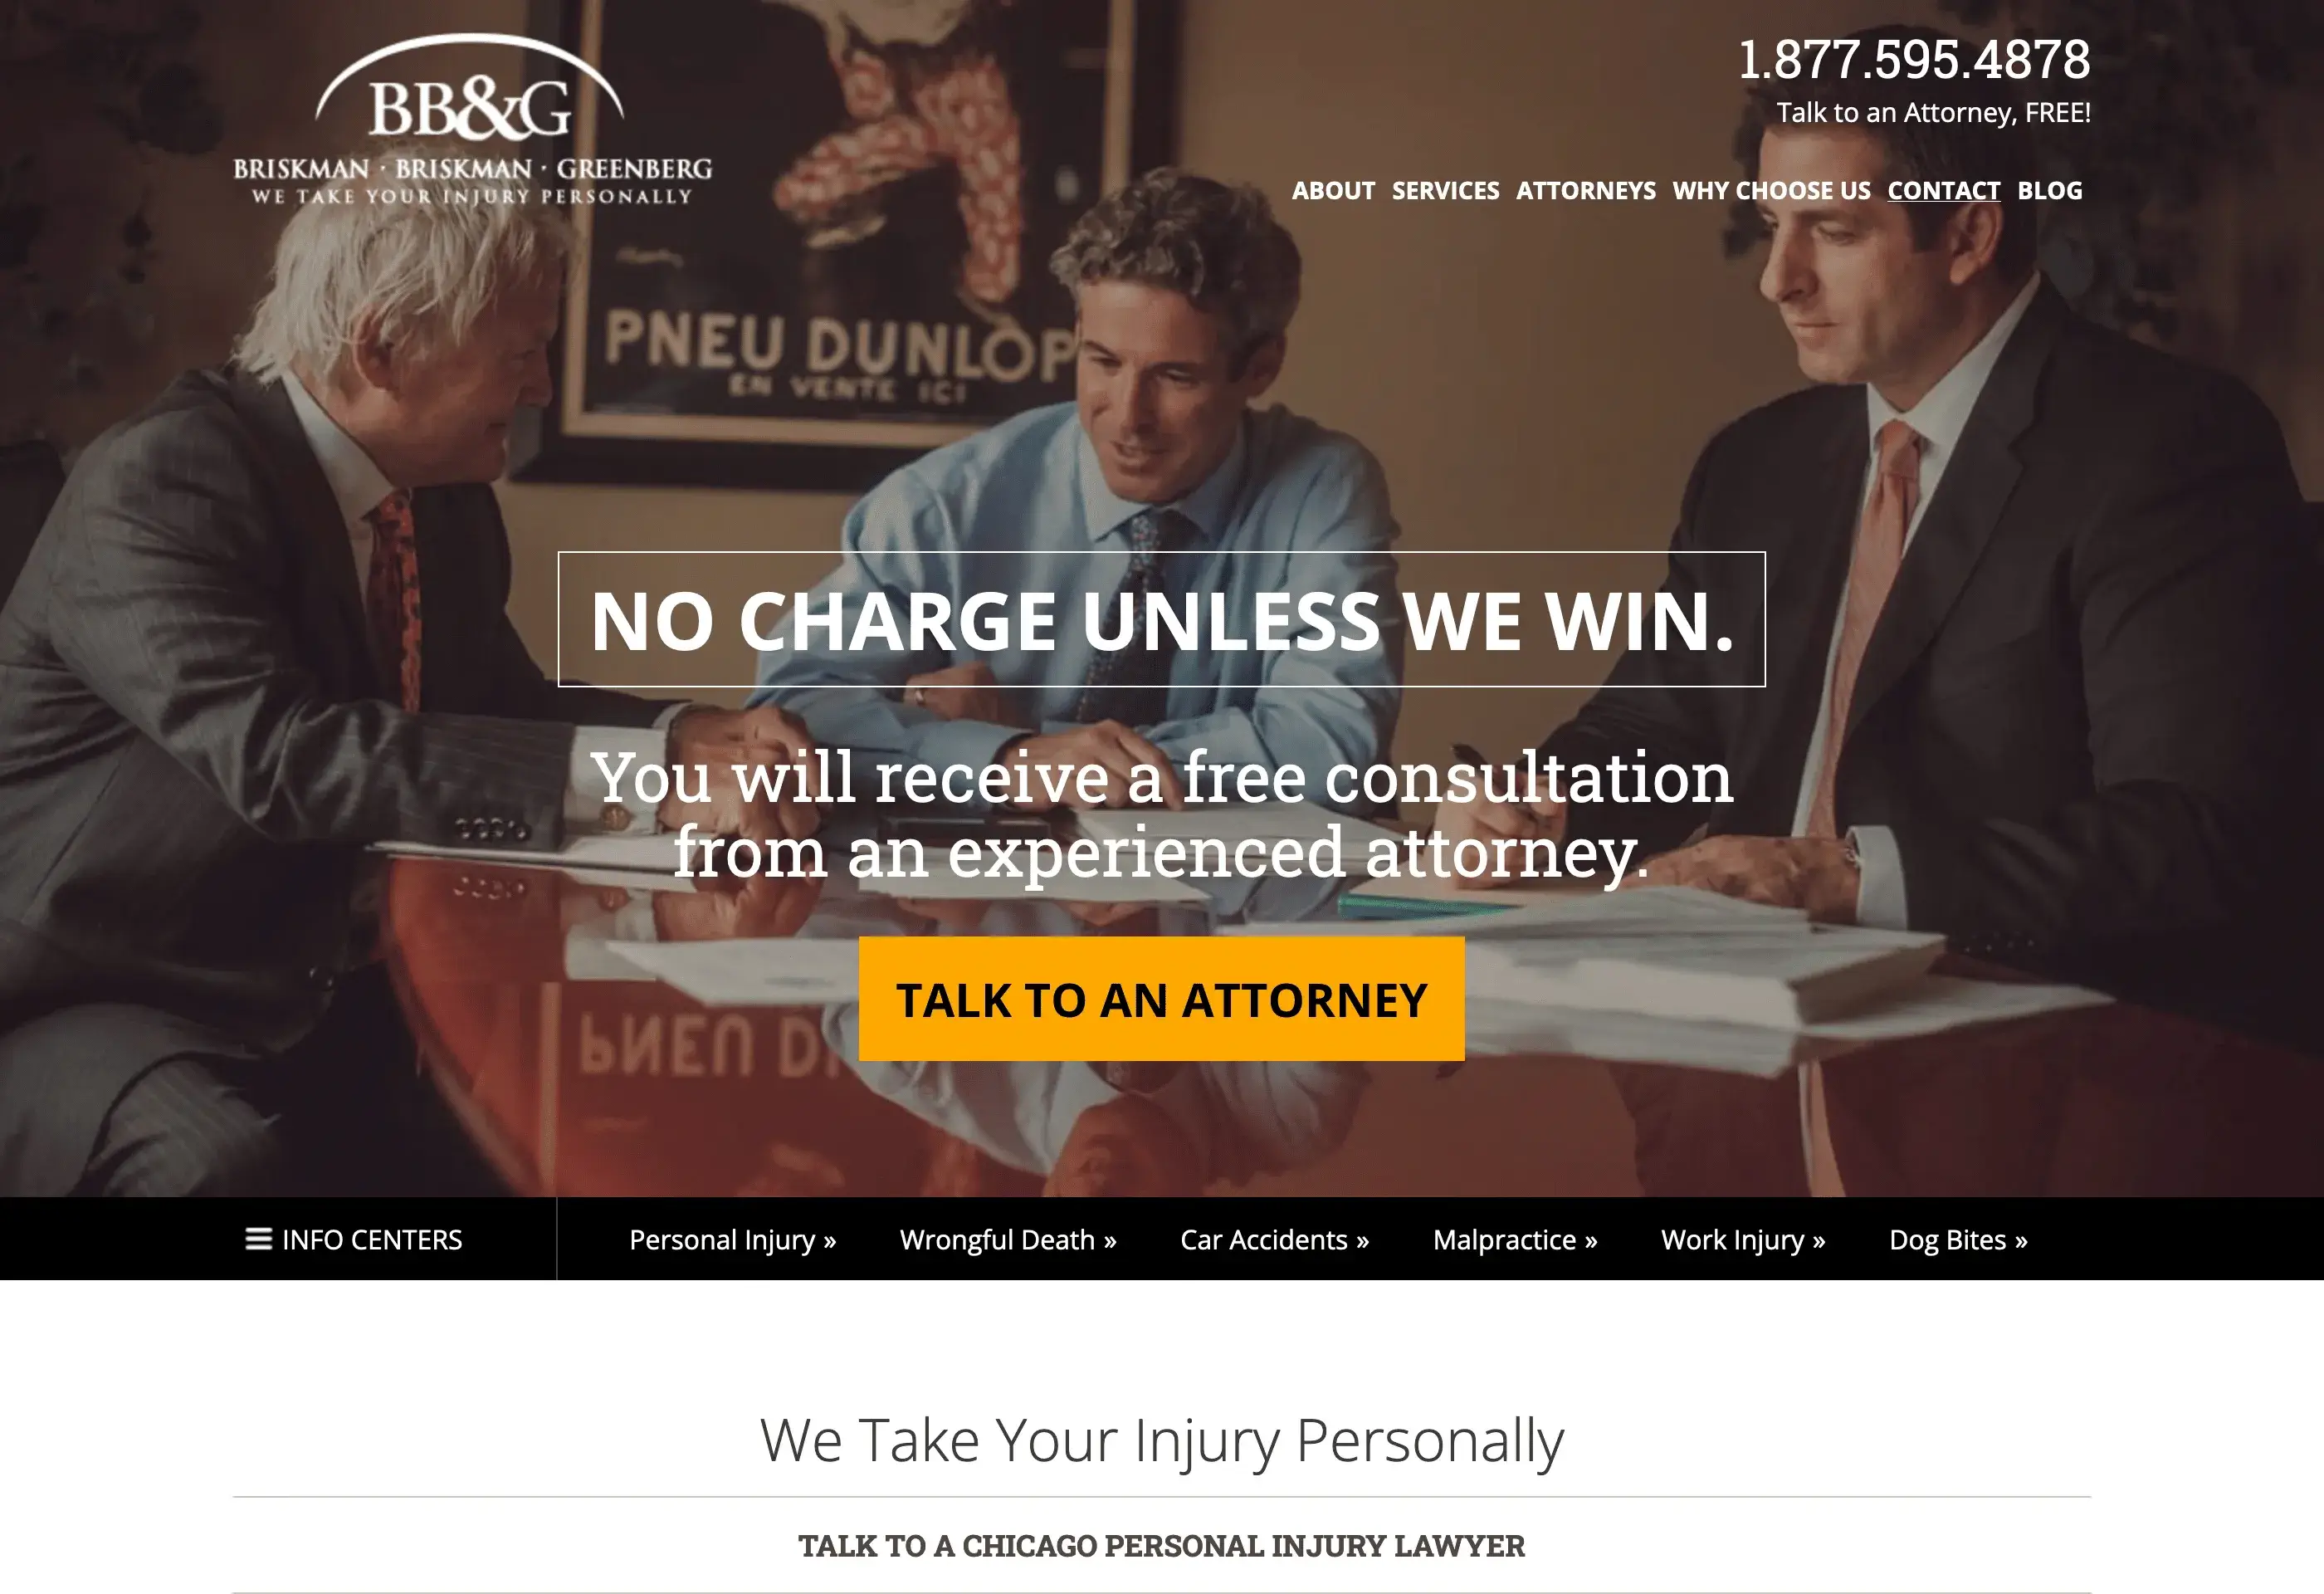 BB&G
BRISKMAN · BRISKMAN · GREENBERG
WE TAKE YOUR INJURY PERSONALLY
1.877.595.4878
Talk to an Attorney, FREE!
ABOUT SERVICES ATTORNEYS WHY CHOOSE US CONTACT BLOG
PNEU DUNLOP
EN VENTE ICI
NO CHARGE UNLESS WE WIN.
You will receive a free consultation
from an experienced attorney.
TALK TO AN ATTORNEY
INFO CENTERS Personal Injury » Wrongful Death » Car Accidents » Malpractice » Work Injury » Dog Bites »
We Take Your Injury Personally
TALK TO A CHICAGO PERSONAL INJURY LAWYER